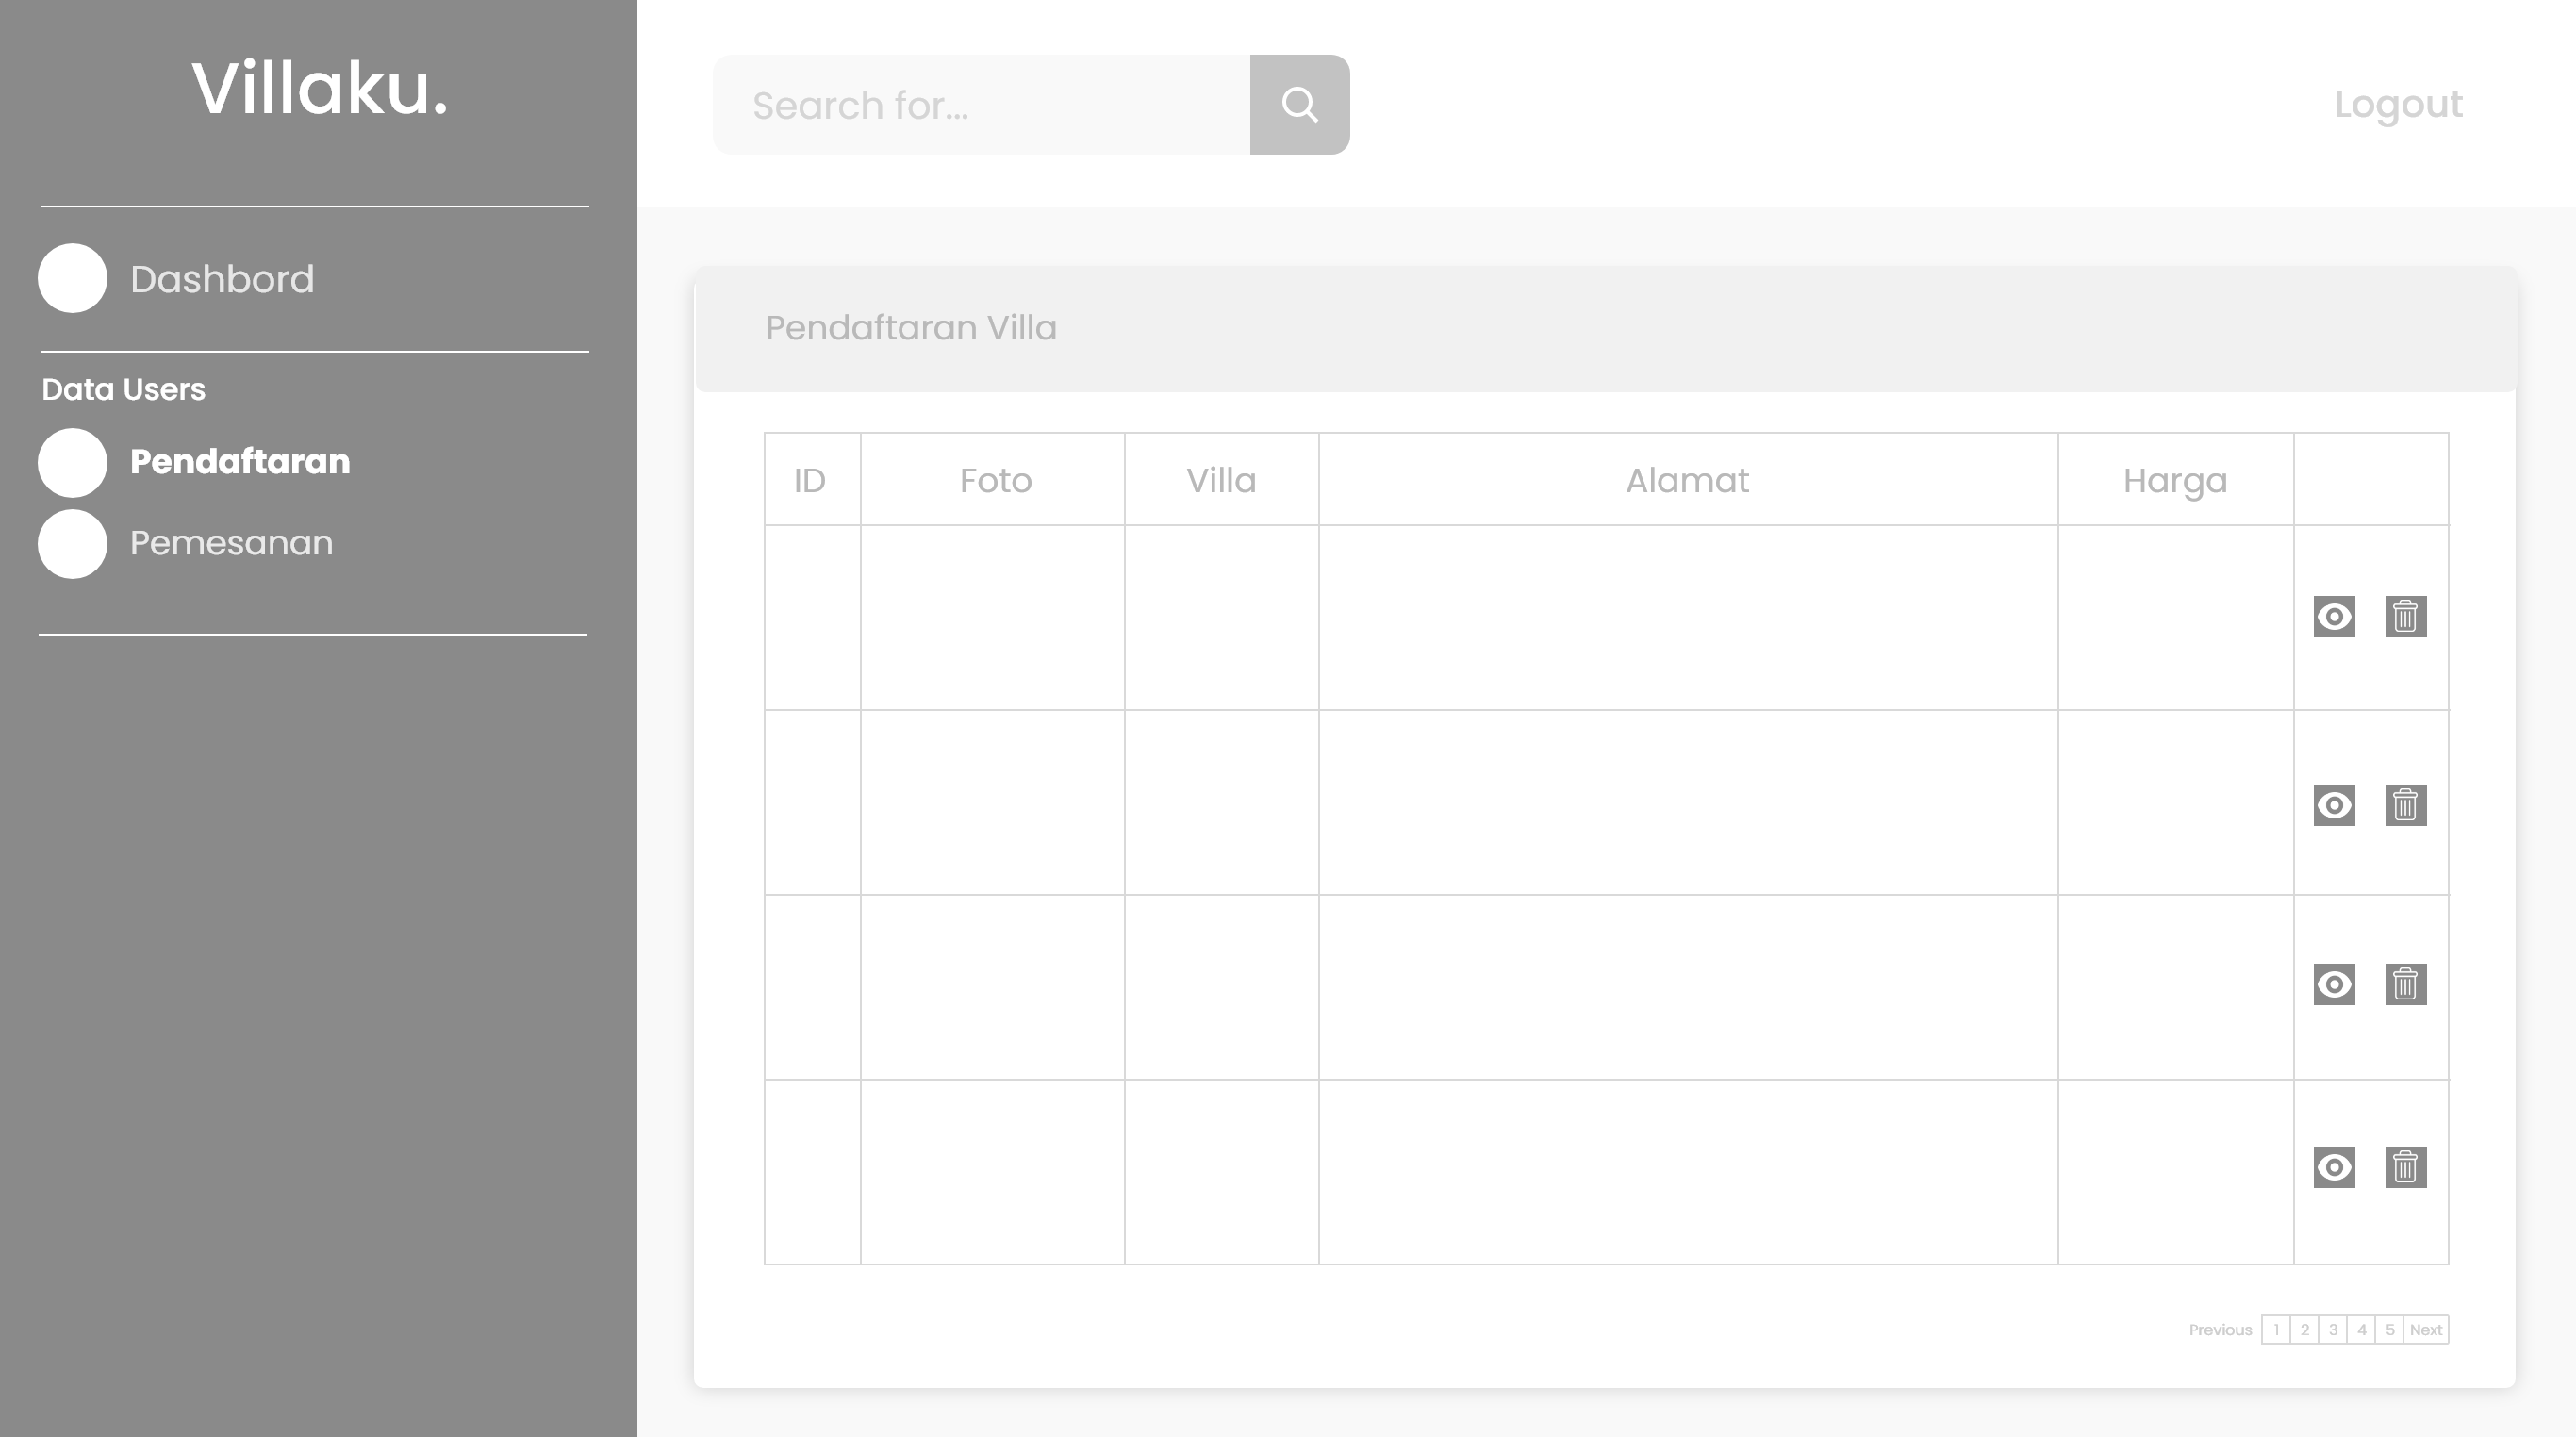 Villaku.
Search for...
Logout
Dashbord
Data Users
Pendaftaran
Pemesanan
Pendaftaran Villa
ID Foto Villa Alamat Harga
Previous 1 2 3 4 5 Next